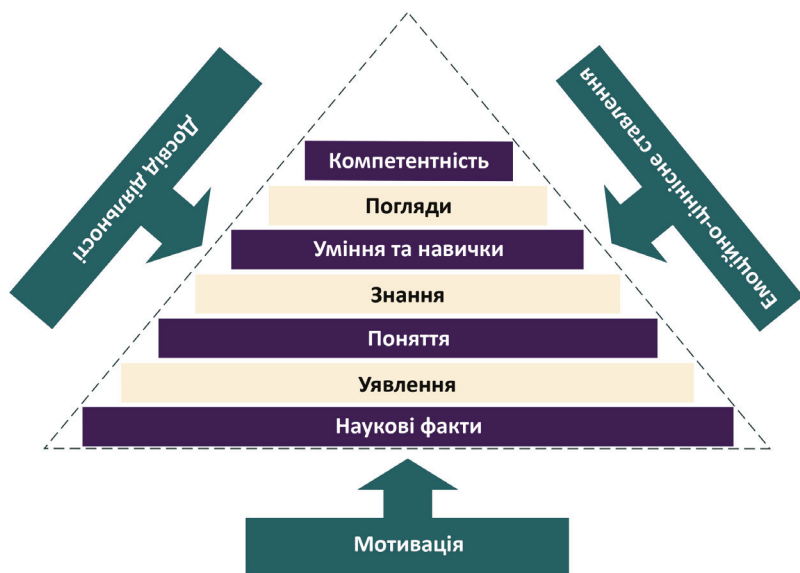 Досвід діяльності
Емоційно-ціннісне ставлення
Компетентність
Погляди
Уміння та навички
Знання
Поняття
Уявлення
Наукові факти
Мотивація